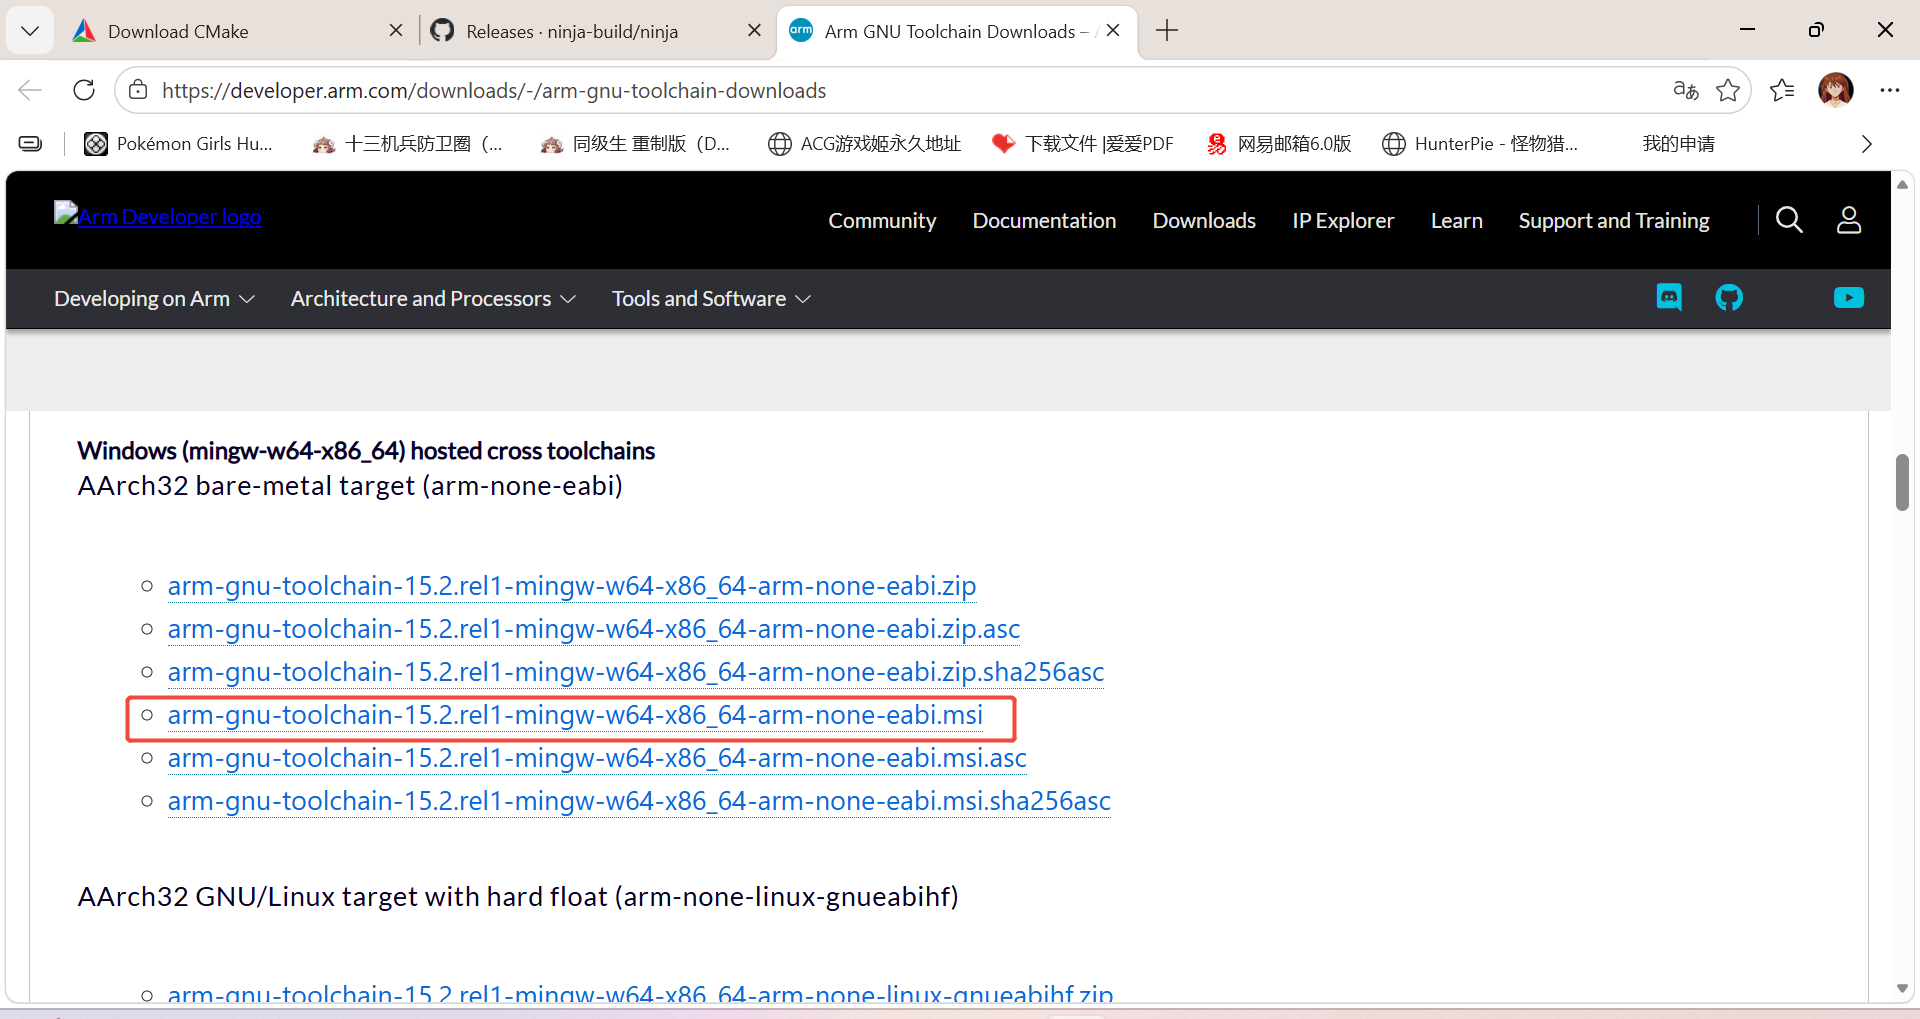 Download CMake
Releases · ninja-build/ninja
Arm GNU Toolchain Downloads –
https://developer.arm.com/downloads/-/arm-gnu-toolchain-downloads
Pokémon Girls Hu...
十三机兵防卫圈（...
同级生 重制版（D...
ACG游戏姬永久地址
下载文件 |爱爱PDF
网易邮箱6.0版
HunterPie - 怪物猎...
我的申请
Arm Developer logo
Community
Documentation
Downloads
IP Explorer
Learn
Support and Training
Developing on Arm
Architecture and Processors
Tools and Software
Windows (mingw-w64-x86_64) hosted cross toolchains
AArch32 bare-metal target (arm-none-eabi)
arm-gnu-toolchain-15.2.rel1-mingw-w64-x86_64-arm-none-eabi.zip
arm-gnu-toolchain-15.2.rel1-mingw-w64-x86_64-arm-none-eabi.zip.asc
arm-gnu-toolchain-15.2.rel1-mingw-w64-x86_64-arm-none-eabi.zip.sha256asc
arm-gnu-toolchain-15.2.rel1-mingw-w64-x86_64-arm-none-eabi.msi
arm-gnu-toolchain-15.2.rel1-mingw-w64-x86_64-arm-none-eabi.msi.asc
arm-gnu-toolchain-15.2.rel1-mingw-w64-x86_64-arm-none-eabi.msi.sha256asc
AArch32 GNU/Linux target with hard float (arm-none-linux-gnueabihf)
arm-gnu-toolchain-15.2.rel1-mingw-w64-x86_64-arm-none-linux-gnueabihf.zip